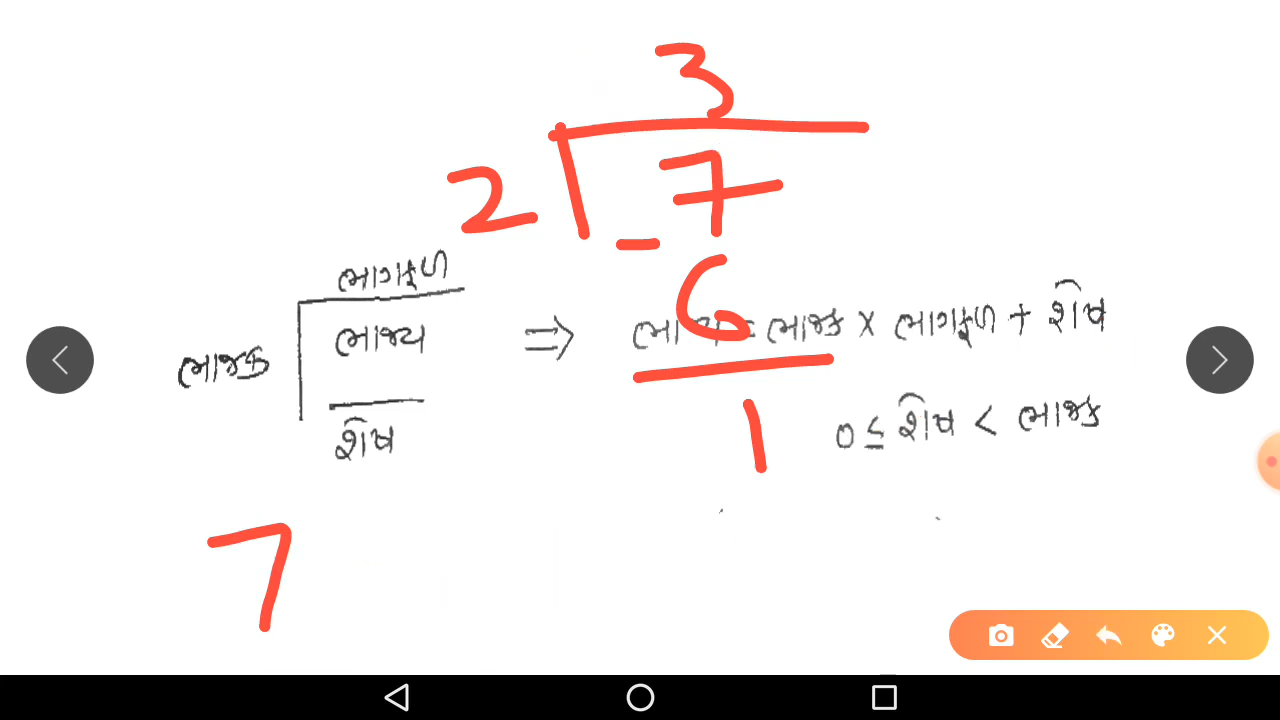 3
2 7
- 6
1
ભાગફળ
ભાજક ભાજ્ય ⇒ ભાજ્ય = ભાજક × ભાગફળ + શેષ
શેષ 0 ≤ શેષ < ભાજક
7